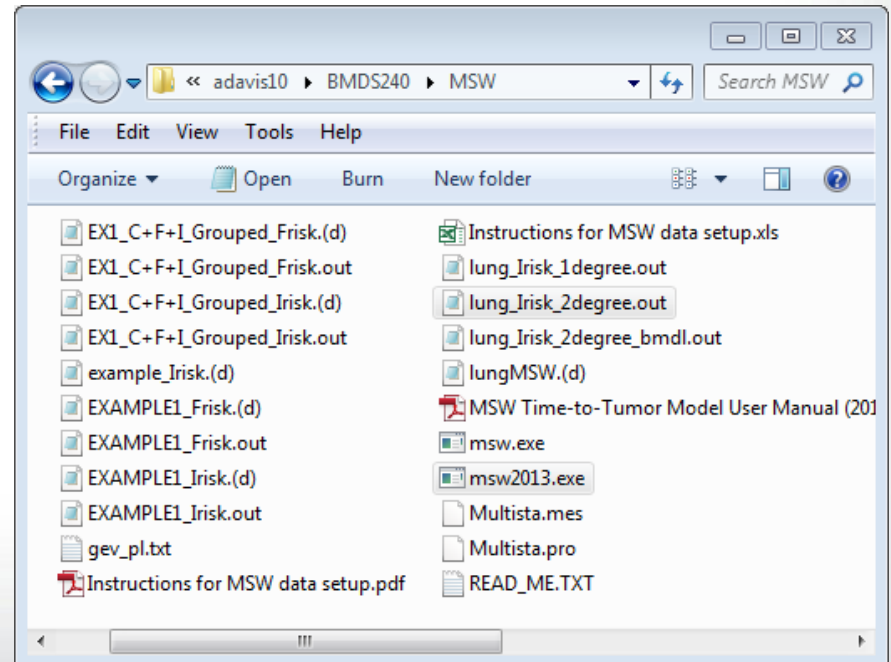 « adavis10 ▸ BMDS240 ▸ MSW
Search MSW
File Edit View Tools Help
Organize ▾ Open Burn New folder
EX1_C+F+I_Grouped_Frisk.(d)
EX1_C+F+I_Grouped_Frisk.out
EX1_C+F+I_Grouped_Irisk.(d)
EX1_C+F+I_Grouped_Irisk.out
example_Irisk.(d)
EXAMPLE1_Frisk.(d)
EXAMPLE1_Frisk.out
EXAMPLE1_Irisk.(d)
EXAMPLE1_Irisk.out
gev_pl.txt
Instructions for MSW data setup.pdf
Instructions for MSW data setup.xls
lung_Irisk_1degree.out
lung_Irisk_2degree.out
lung_Irisk_2degree_bmdl.out
lungMSW.(d)
MSW Time-to-Tumor Model User Manual (201
msw.exe
msw2013.exe
Multista.mes
Multista.pro
READ_ME.TXT